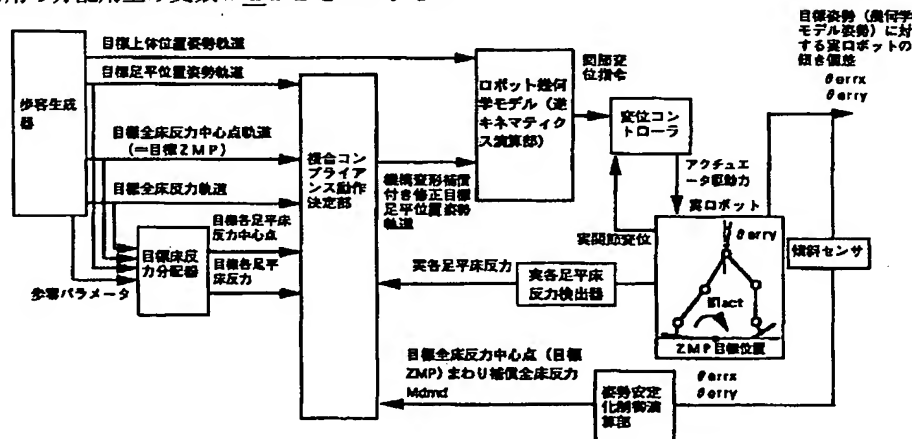 目標上体位置姿勢軌道
目標足平位置姿勢軌道
歩容生成
器
目標全床反力中心点軌道
(=目標ZMP)
目標全床反力軌道
目標各足平床
反力中心点
目標床反
力分配器
目標各足平
床反力
歩容パラメータ
複合コン
プライア
ンス動作
決定部
ロボット幾何
学モデル(逆
キネマティク
ス演算部)
機構変形補償
付き修正目標
足平位置姿勢
軌道
関節変
位指令
変位コン
トローラ
アクチュエ
ータ駆動力
実ロボット
実関節変位
θerry
Mact
ZMP目標位置
実各足平床反力
実各足平床
反力検出器
目標姿勢(幾何学
モデル姿勢)に対
する実ロボットの
傾き偏差
θerrx
θerry
傾斜センサ
目標全床反力中心点(目標
ZMP)まわり補償全床反力
Mdmd
姿勢安定
化制御演
算部
θerrx
θerry